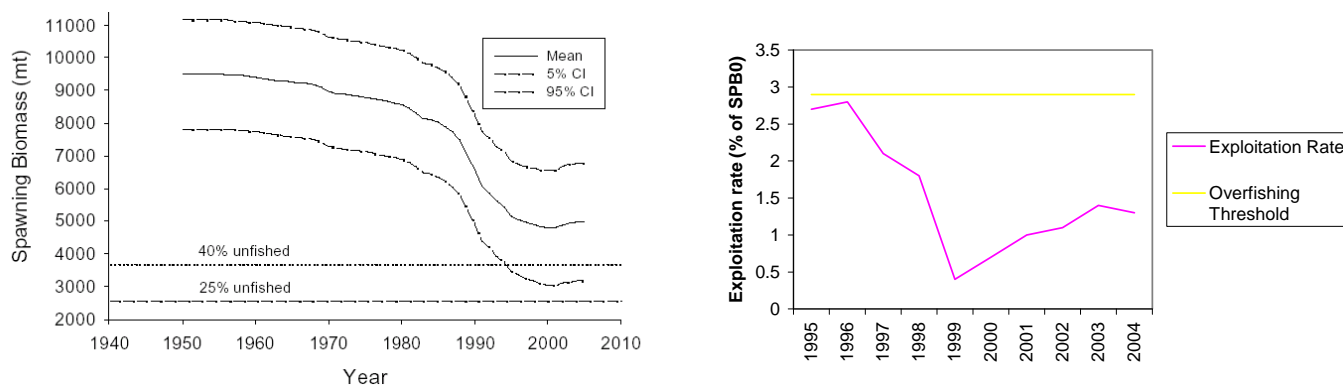 Spawning Biomass (mt)
11000
10000
9000
8000
7000
6000
5000
4000
3000
2000
Mean
5% CI
95% CI
40% unfished
25% unfished
1940 1950 1960 1970 1980 1990 2000 2010
Year
Exploitation rate (% of SPB0)
3.5
3
2.5
2
1.5
1
0.5
0
1995 1996 1997 1998 1999 2000 2001 2002 2003 2004
Exploitation Rate
Overfishing
Threshold